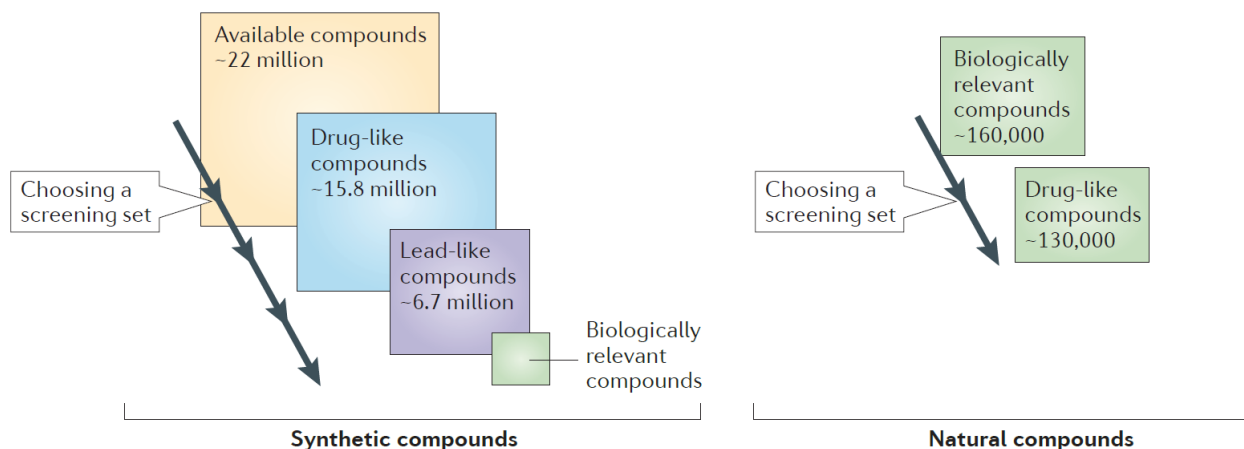 Available compounds
~22 million
Drug-like
compounds
~15.8 million
Choosing a
screening set
Lead-like
compounds
~6.7 million
Biologically
relevant
compounds
Synthetic compounds
Biologically
relevant
compounds
~160,000
Choosing a
screening set
Drug-like
compounds
~130,000
Natural compounds